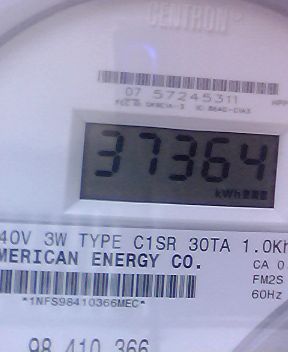 CENTRON®
07 57245311
37364
kWh
40V 3W TYPE C1SR 30TA 1.0Kh
MERICAN ENERGY CO.
CA 0
FM2S
*1NFS98410366MEC*
60Hz
98 410 366